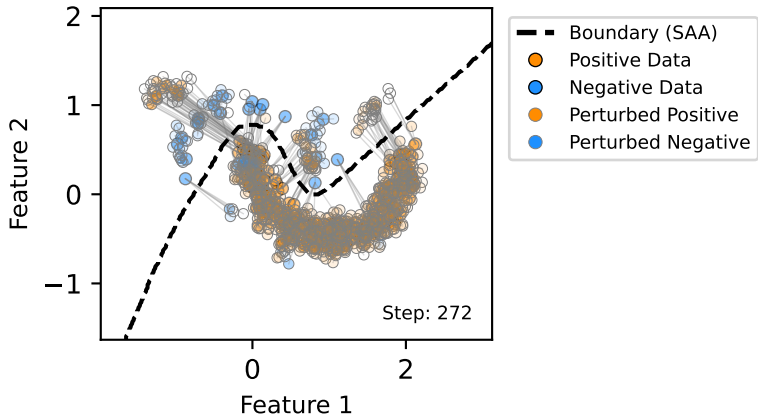 2
1
0
−1
Feature 2
0
2
Feature 1
Step: 272
Boundary (SAA)
Positive Data
Negative Data
Perturbed Positive
Perturbed Negative